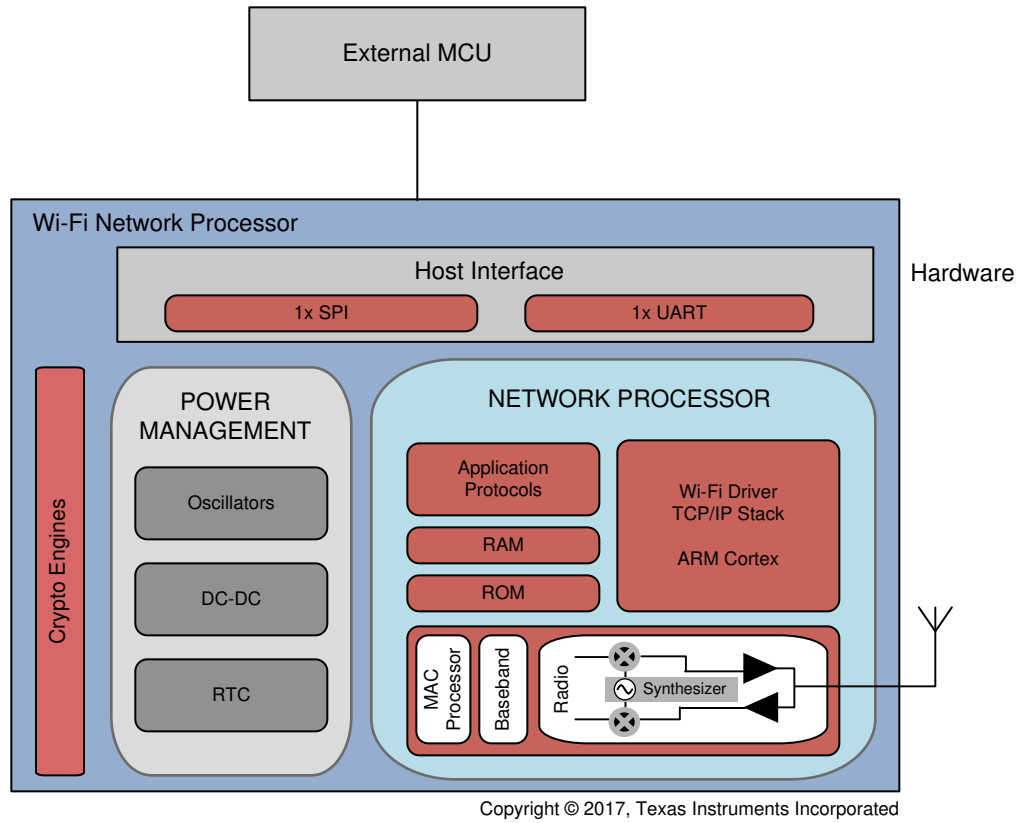 External MCU
Wi-Fi Network Processor
Host Interface
Hardware
1x SPI
1x UART
Crypto Engines
POWER
MANAGEMENT
Oscillators
DC-DC
RTC
NETWORK PROCESSOR
Application
Protocols
RAM
ROM
Wi-Fi Driver
TCP/IP Stack
ARM Cortex
MAC
Processor
Baseband
Radio
Synthesizer
Copyright © 2017, Texas Instruments Incorporated